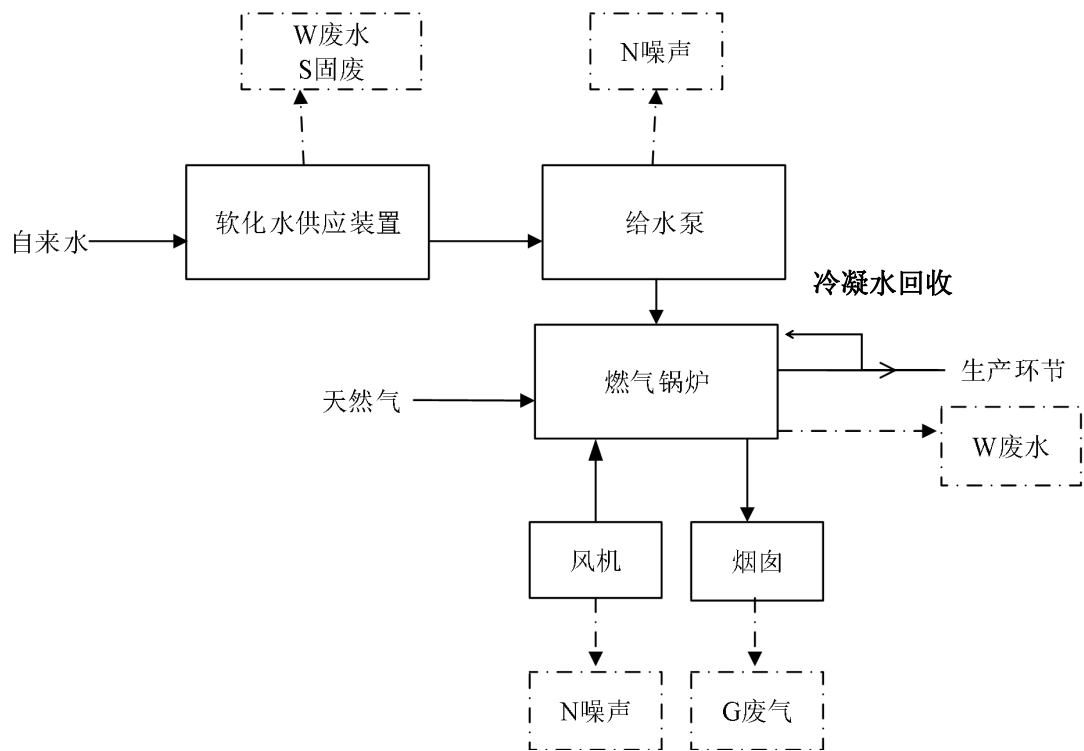 W废水
S固废
N噪声
软化水供应装置
给水泵
自来水
冷凝水回收
燃气锅炉
生产环节
天然气
W废水
风机
烟囱
N噪声
G废气